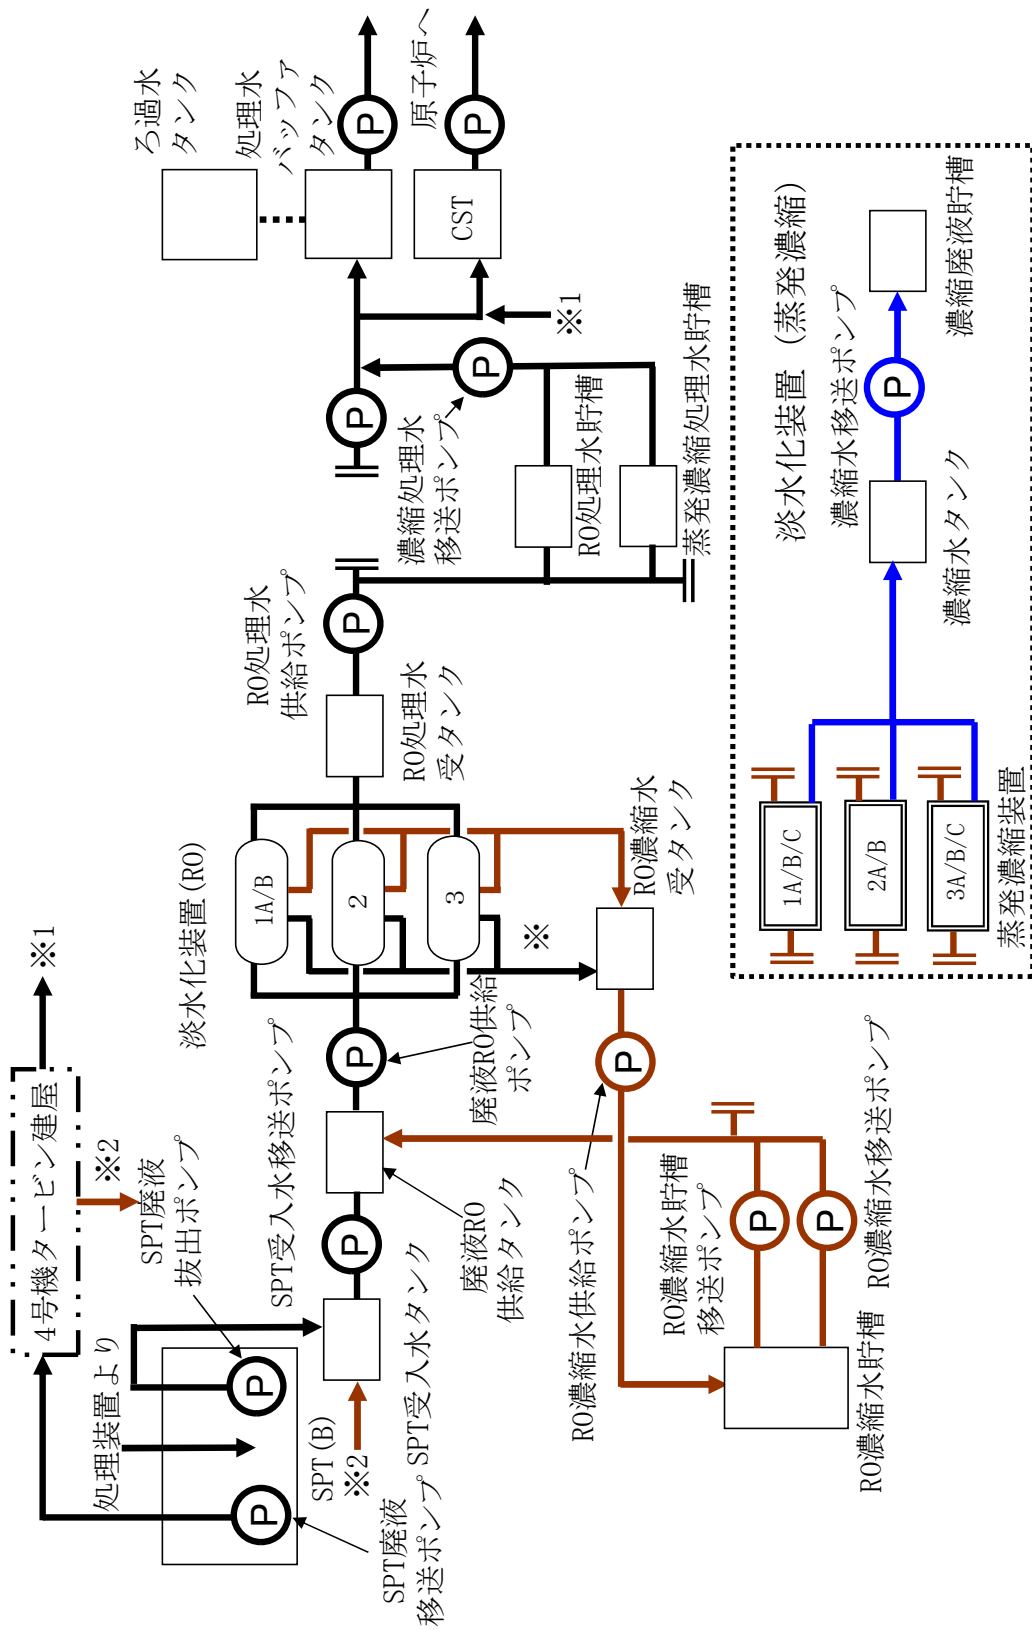 4号機タービン建屋
※1
※2
処理装置より
SPT廃液
抜出ポンプ
P
P
SPT廃液
移送ポンプ
SPT(B)
※2
SPT受入水タンク
SPT受入水移送ポンプ
P
廃液RO
供給タンク
廃液RO供給
ポンプ
P
淡水化装置(RO)
1A/B
2
3
※
RO濃縮水
受タンク
RO濃縮水供給ポンプ
P
RO濃縮水貯槽
移送ポンプ
P
P
RO濃縮水移送ポンプ
RO濃縮水貯槽
RO処理水
受タンク
RO処理水
供給ポンプ
P
P
濃縮処理水
移送ポンプ
P
RO処理水貯槽
蒸発濃縮処理水貯槽
※1
ろ過水
タンク
処理水
バッファ
タンク
P
CST
P
原子炉へ
淡水化装置（蒸発濃縮）
1A/B/C
2A/B
3A/B/C
蒸発濃縮装置
濃縮水タンク
濃縮水移送ポンプ
P
濃縮廃液貯槽